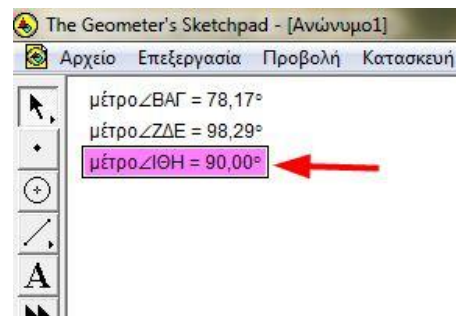 The Geometer's Sketchpad - [Ανώνυμο1]
Αρχείο Επεξεργασία Προβολή Κατασκευή
μέτρο∠ΒΑΓ = 78,17°
μέτρο∠ΖΔΕ = 98,29°
μέτρο∠ΙΘΗ = 90,00°
A